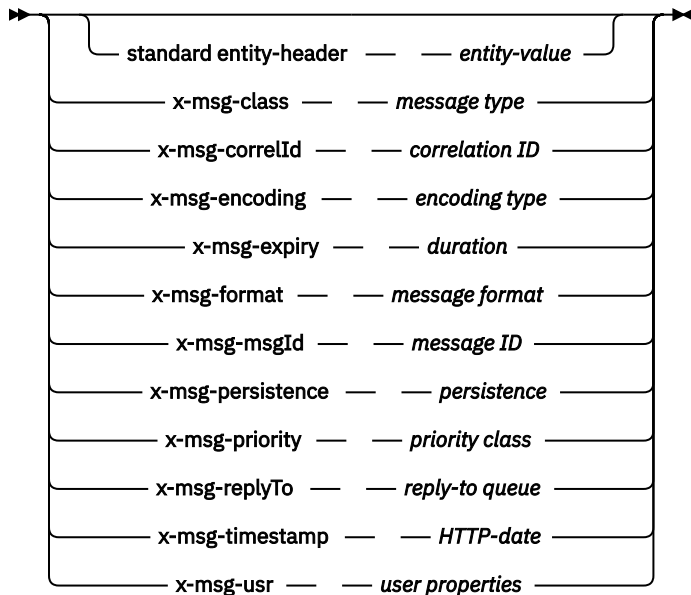 standard entity-header entity-value
x-msg-class message type
x-msg-correlId correlation ID
x-msg-encoding encoding type
x-msg-expiry duration
x-msg-format message format
x-msg-msgId message ID
x-msg-persistence persistence
x-msg-priority priority class
x-msg-replyTo reply-to queue
x-msg-timestamp HTTP-date
x-msg-usr user properties